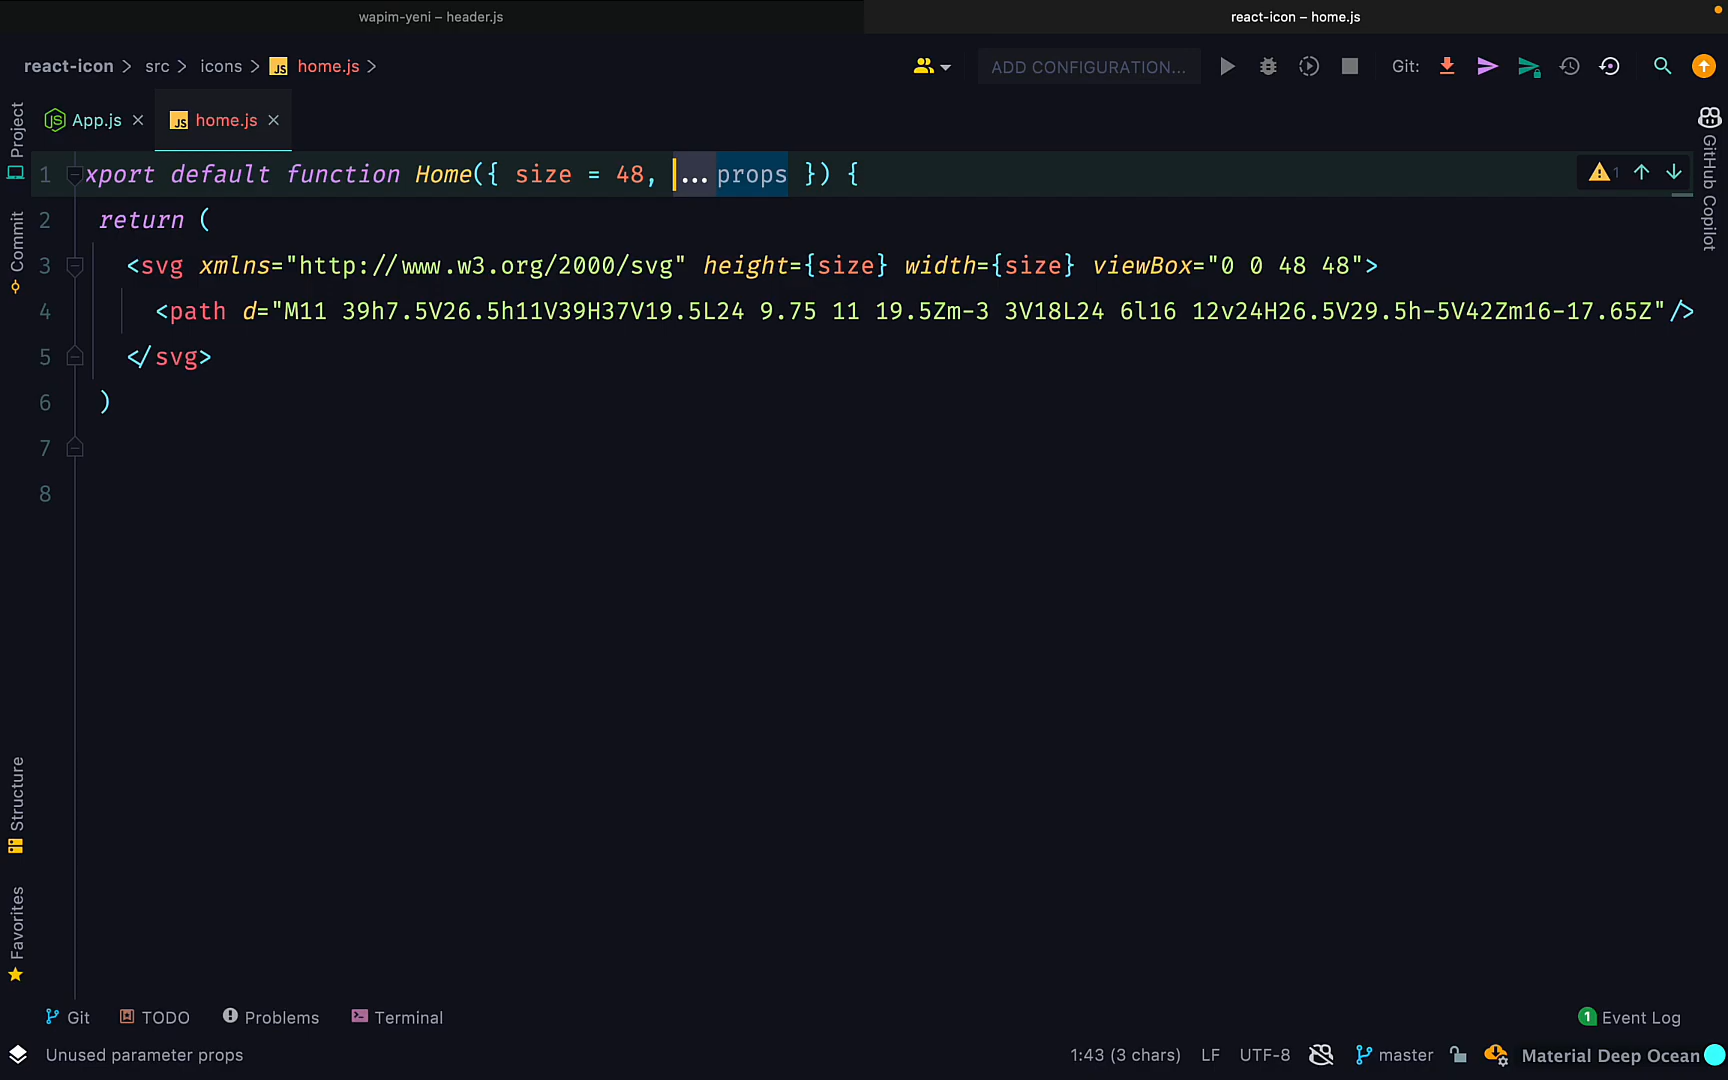 wapim-yeni – header.js
react-icon – home.js
react-icon > src > icons > JS home.js >
ADD CONFIGURATION...
Git:
JS App.js ×
JS home.js ×
Project
Commit
Structure
Favorites
GitHub Copilot
1
1 xport default function Home({ size = 48, ...props }) {
2 return (
3 <svg xmlns="http://www.w3.org/2000/svg" height={size} width={size} viewBox="0 0 48 48">
4 <path d="M11 39h7.5V26.5h11V39H37V19.5L24 9.75 11 19.5Zm-3 3V18L24 6l16 12v24H26.5V29.5h-5V42Zm16-17.65Z"/>
5 </svg>
6 )
7
8
Git
TODO
Problems
Terminal
1 Event Log
Unused parameter props
1:43 (3 chars)
LF
UTF-8
master
Material Deep Ocean